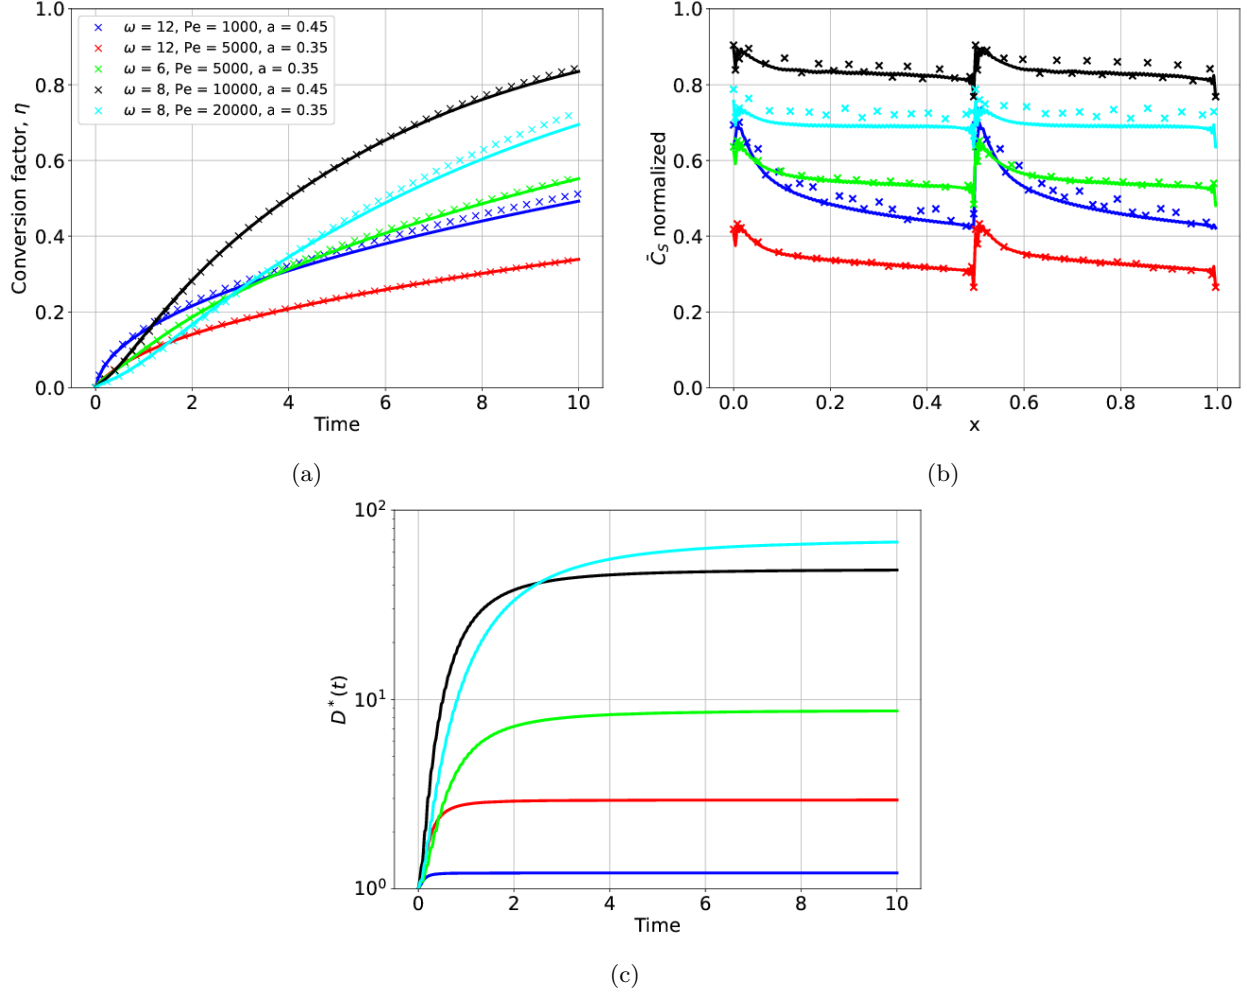 1.0
0.8
0.6
0.4
0.2
0.0
Conversion factor, η
ω = 12, Pe = 1000, a = 0.45
ω = 12, Pe = 5000, a = 0.35
ω = 6, Pe = 5000, a = 0.35
ω = 8, Pe = 10000, a = 0.45
ω = 8, Pe = 20000, a = 0.35
0 2 4 6 8 10
Time
(a)
1.0
0.8
0.6
0.4
0.2
0.0
C̄_S normalized
0.0 0.2 0.4 0.6 0.8 1.0
x
(b)
10²
10¹
10⁰
D*(t)
0 2 4 6 8 10
Time
(c)